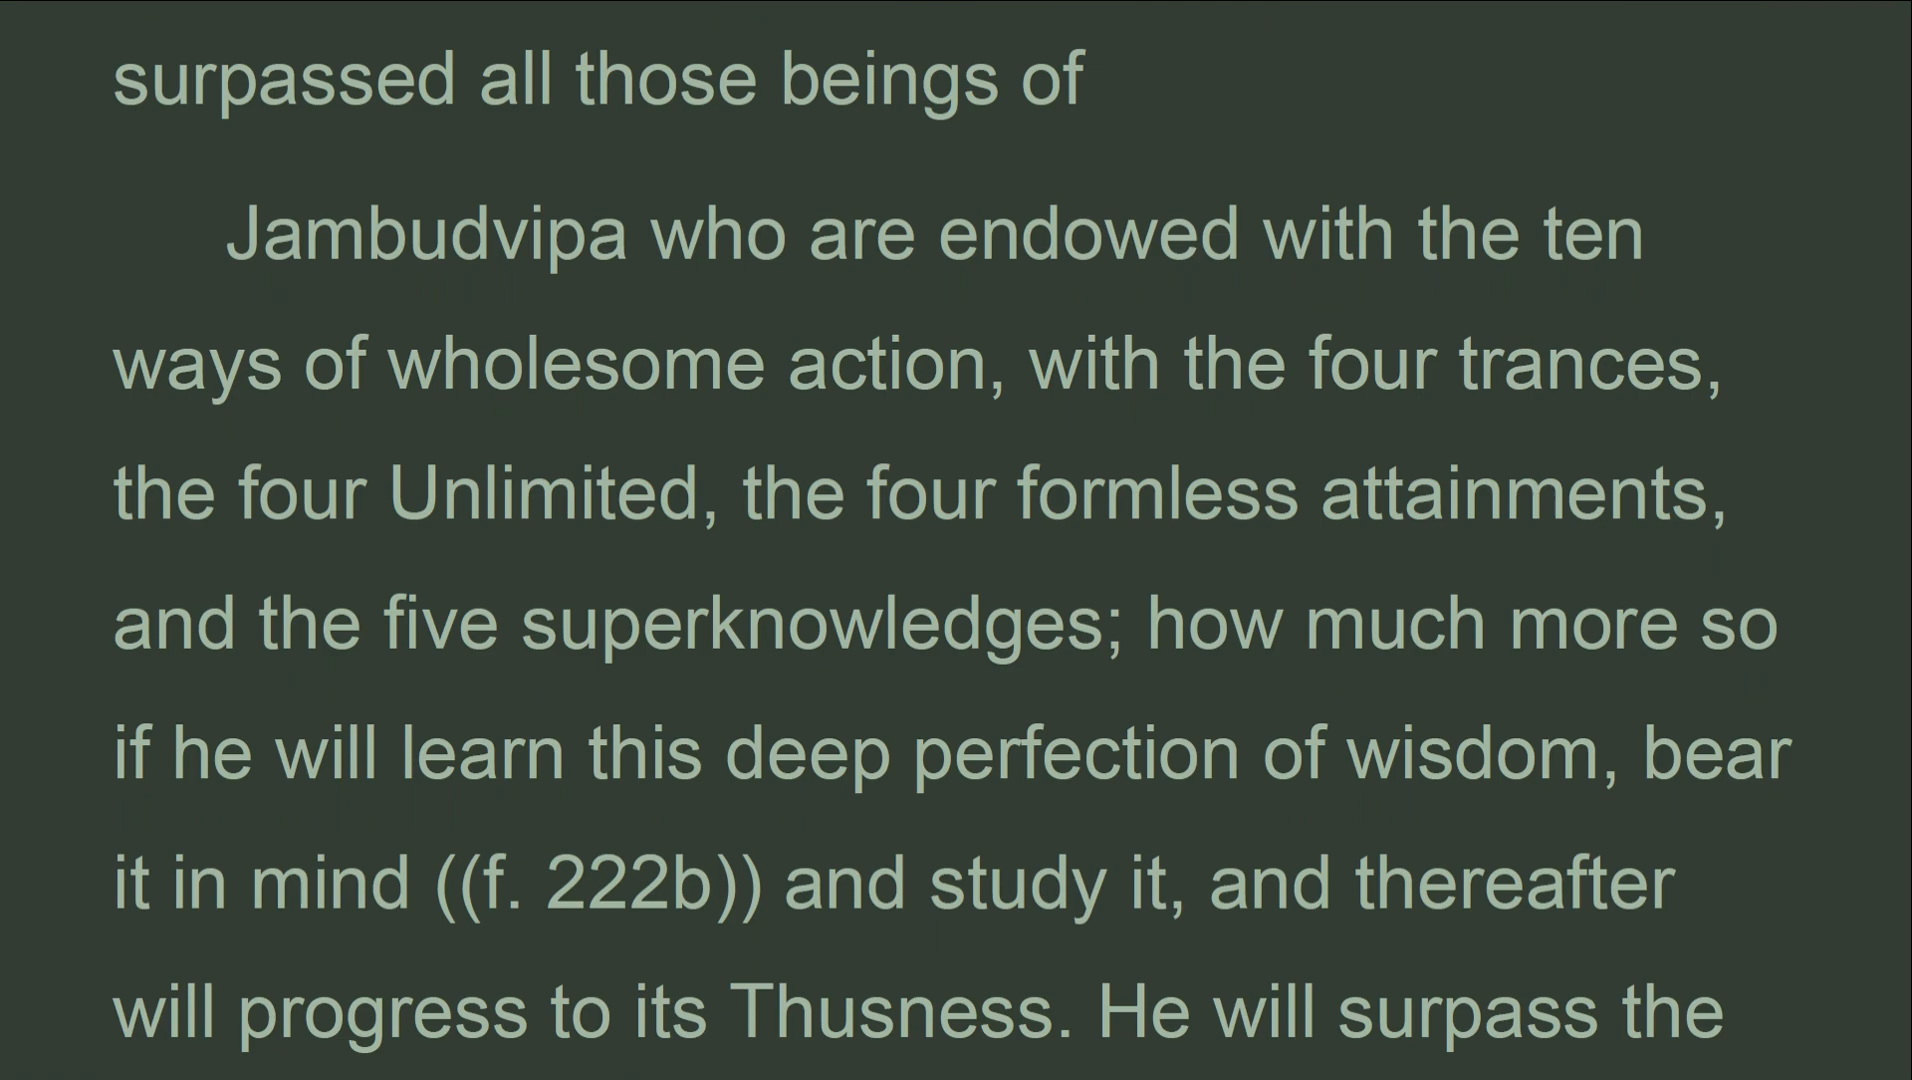 surpassed all those beings of
Jambudvipa who are endowed with the ten
ways of wholesome action, with the four trances,
the four Unlimited, the four formless attainments,
and the five superknowledges; how much more so
if he will learn this deep perfection of wisdom, bear
it in mind ((f. 222b)) and study it, and thereafter
will progress to its Thusness. He will surpass the